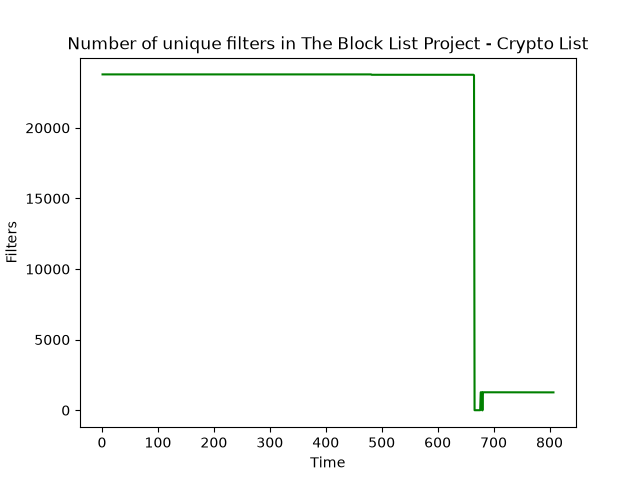 Number of unique filters in The Block List Project - Crypto List
Filters
20000
15000
10000
5000
0
0 100 200 300 400 500 600 700 800
Time